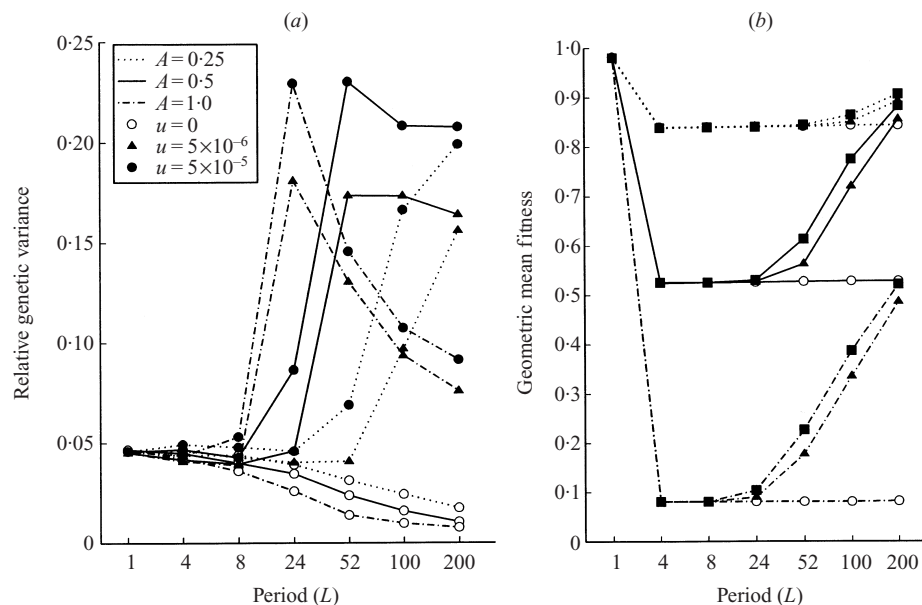 (a)
0·25
0·20
0·15
0·10
0·05
0
Relative genetic variance
A=0·25
A=0·5
A=1·0
u=0
u=5×10⁻⁶
u=5×10⁻⁵
1 4 8 24 52 100 200
Period (L)
(b)
1·0
0·9
0·8
0·7
0·6
0·5
0·4
0·3
0·2
0·1
0
Geometric mean fitness
1 4 8 24 52 100 200
Period (L)